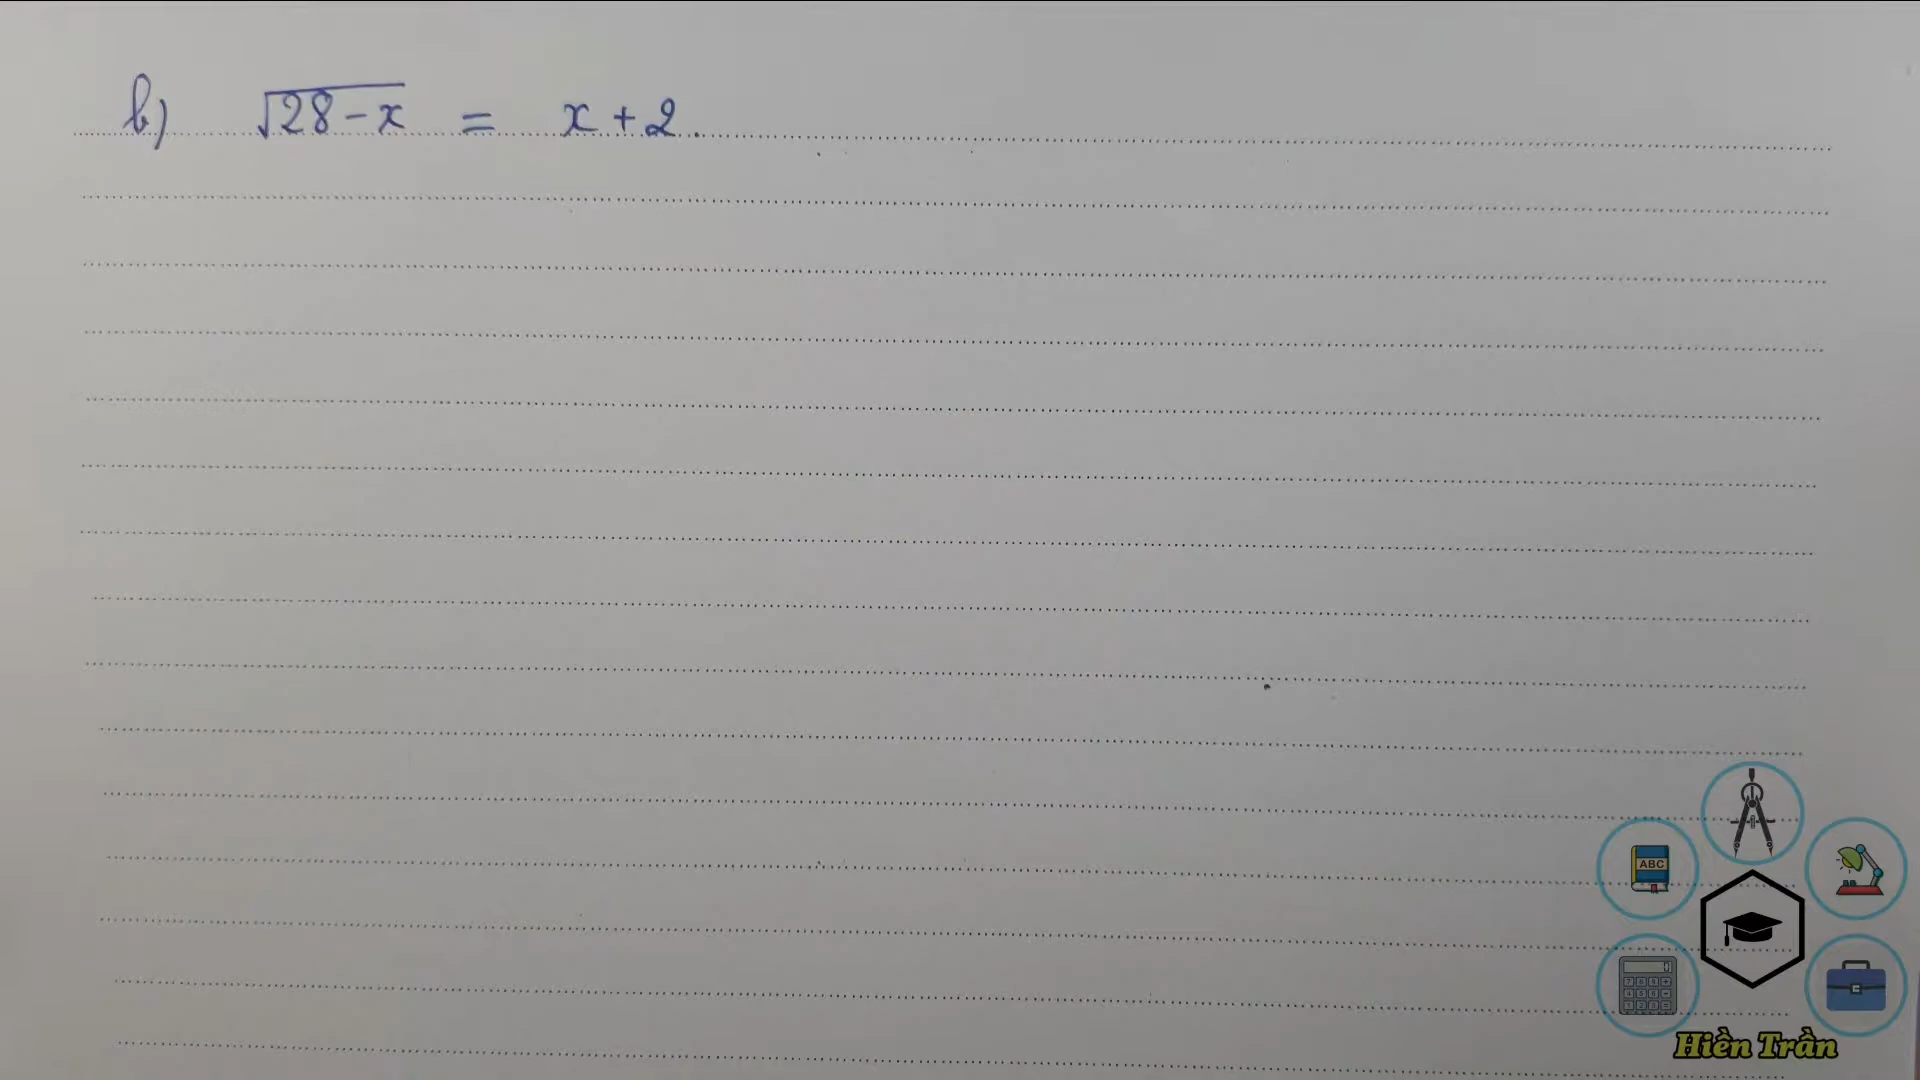 b) √28-x = x+2.
ABC
Hiền Trần